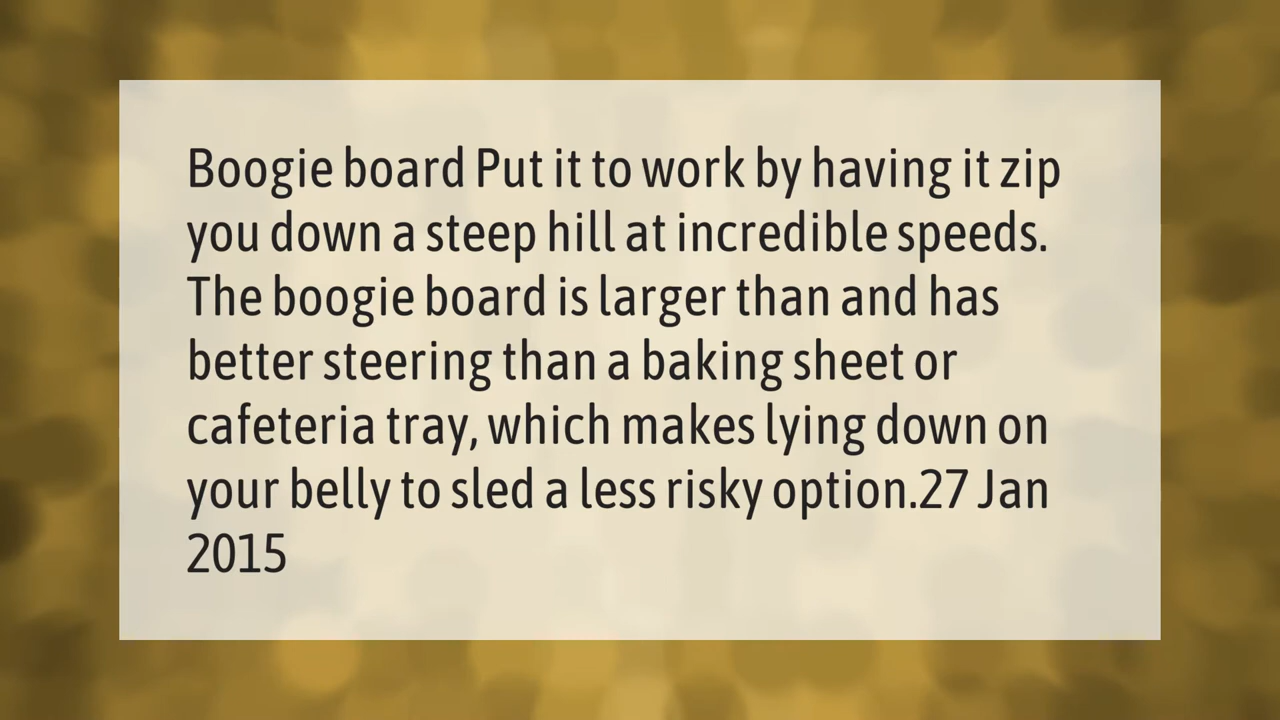 Boogie board Put it to work by having it zip
you down a steep hill at incredible speeds.
The boogie board is larger than and has
better steering than a baking sheet or
cafeteria tray, which makes lying down on
your belly to sled a less risky option.27 Jan
2015